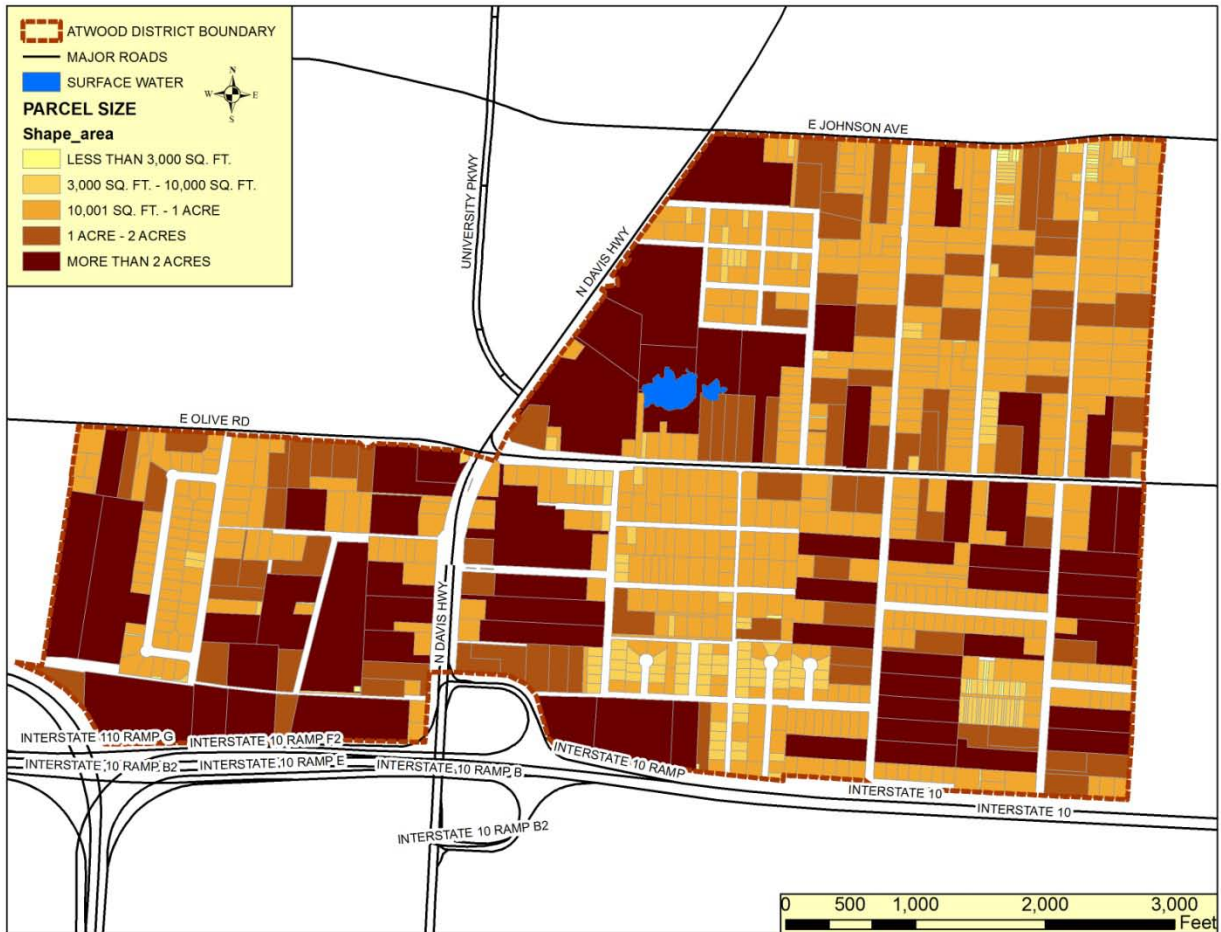 ATWOOD DISTRICT BOUNDARY
MAJOR ROADS
SURFACE WATER
N
W E
S
PARCEL SIZE
Shape_area
LESS THAN 3,000 SQ. FT.
3,000 SQ. FT. - 10,000 SQ. FT.
10,001 SQ. FT. - 1 ACRE
1 ACRE - 2 ACRES
MORE THAN 2 ACRES
E JOHNSON AVE
UNIVERSITY PKWY
N DAVIS HWY
E OLIVE RD
N DAVIS HWY
INTERSTATE 110 RAMP G
INTERSTATE 10 RAMP F2
INTERSTATE 10 RAMP
INTERSTATE 10 RAMP B2
INTERSTATE 10 RAMP E
INTERSTATE 10 RAMP B
INTERSTATE 10
INTERSTATE 10
INTERSTATE 10 RAMP B2
0 500 1,000 2,000 3,000
Feet